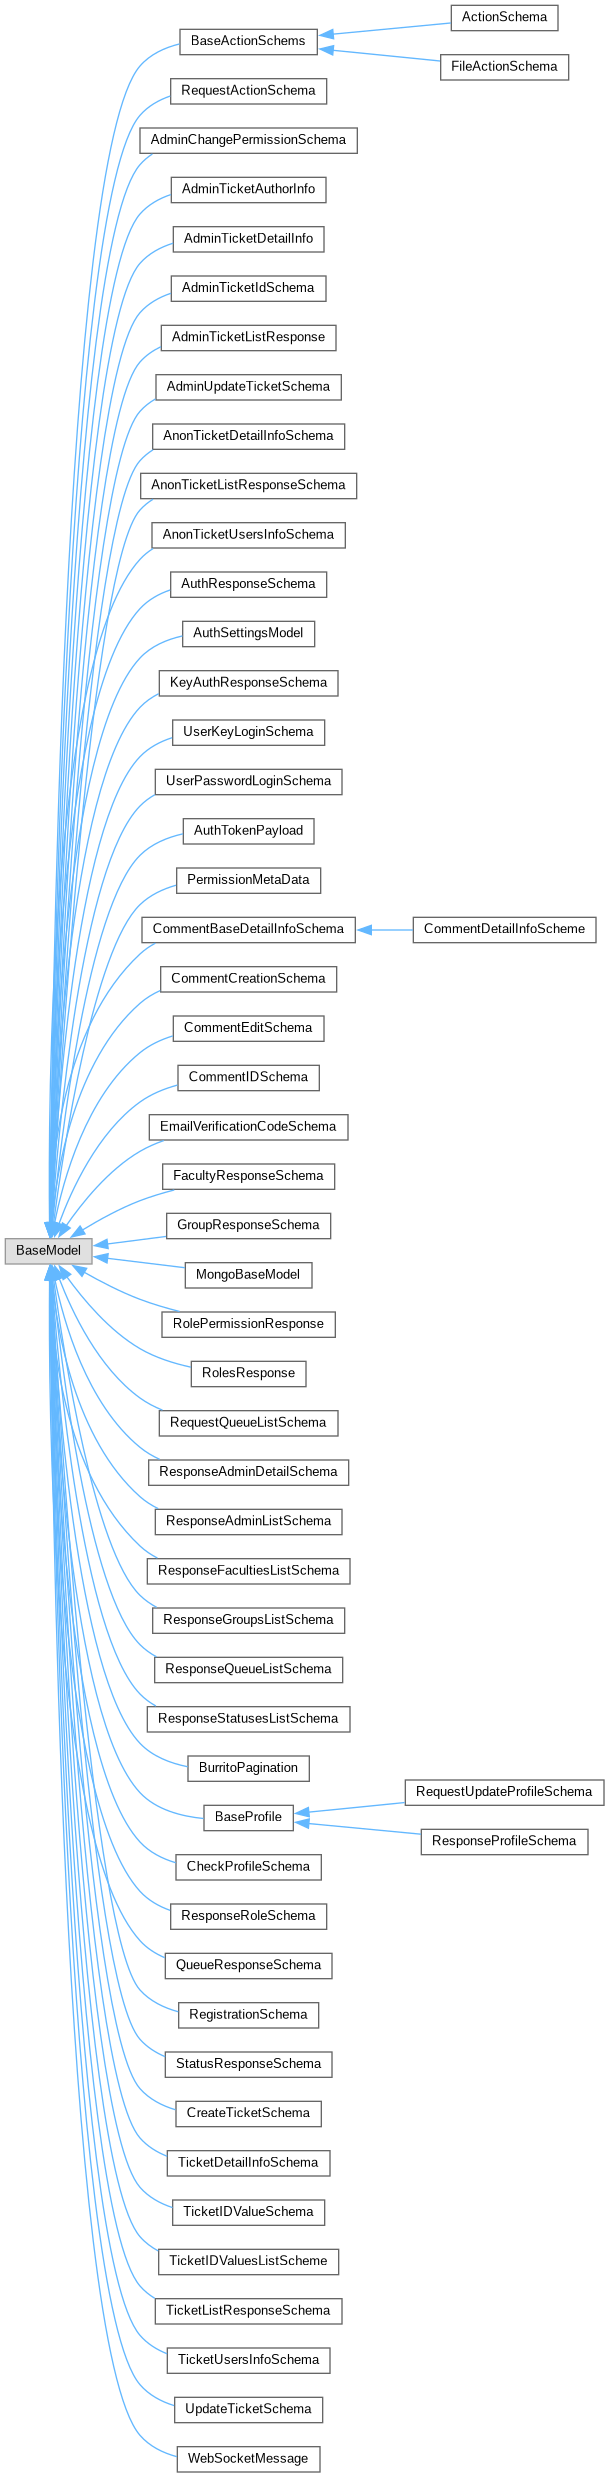 ActionSchema
BaseActionSchems
FileActionSchema
RequestActionSchema
AdminChangePermissionSchema
AdminTicketAuthorInfo
AdminTicketDetailInfo
AdminTicketIdSchema
AdminTicketListResponse
AdminUpdateTicketSchema
AnonTicketDetailInfoSchema
AnonTicketListResponseSchema
AnonTicketUsersInfoSchema
AuthResponseSchema
AuthSettingsModel
KeyAuthResponseSchema
UserKeyLoginSchema
UserPasswordLoginSchema
AuthTokenPayload
PermissionMetaData
CommentBaseDetailInfoSchema
CommentDetailInfoScheme
CommentCreationSchema
CommentEditSchema
CommentIDSchema
EmailVerificationCodeSchema
FacultyResponseSchema
GroupResponseSchema
BaseModel
MongoBaseModel
RolePermissionResponse
RolesResponse
RequestQueueListSchema
ResponseAdminDetailSchema
ResponseAdminListSchema
ResponseFacultiesListSchema
ResponseGroupsListSchema
ResponseQueueListSchema
ResponseStatusesListSchema
BurritoPagination
RequestUpdateProfileSchema
BaseProfile
ResponseProfileSchema
CheckProfileSchema
ResponseRoleSchema
QueueResponseSchema
RegistrationSchema
StatusResponseSchema
CreateTicketSchema
TicketDetailInfoSchema
TicketIDValueSchema
TicketIDValuesListScheme
TicketListResponseSchema
TicketUsersInfoSchema
UpdateTicketSchema
WebSocketMessage